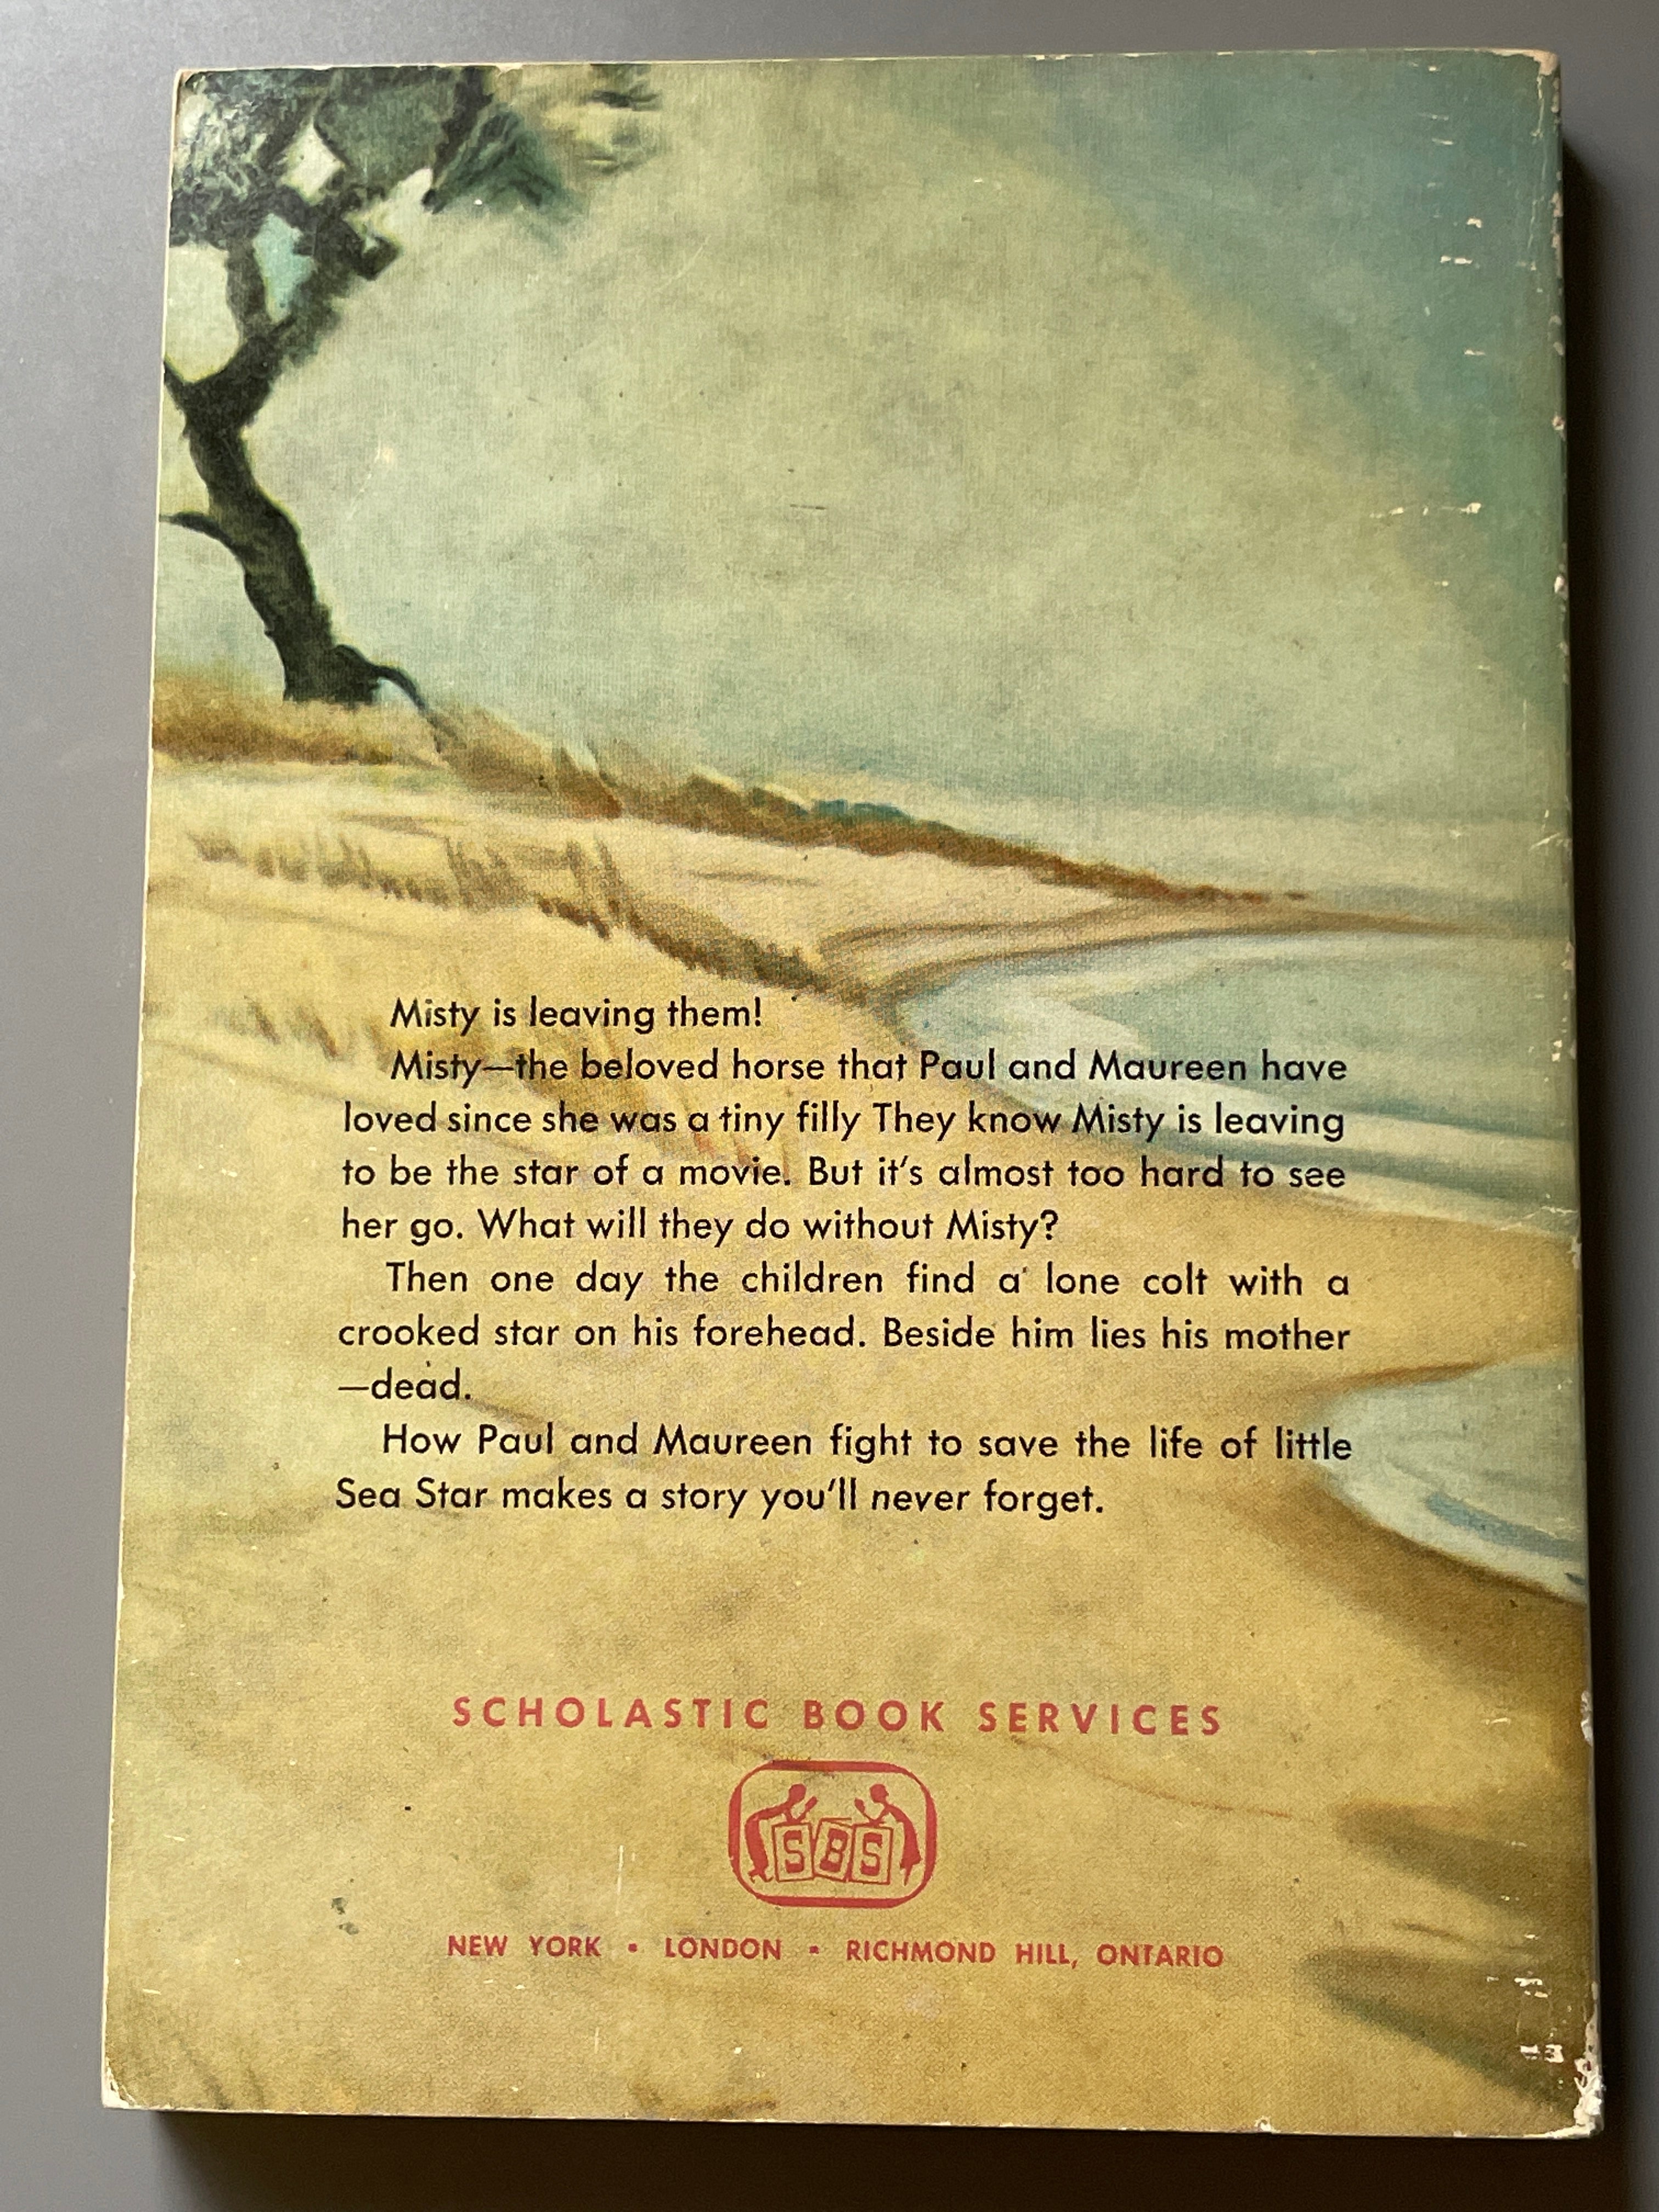 Misty is leaving them!
Misty—the beloved horse that Paul and Maureen have
loved since she was a tiny filly They know Misty is leaving
to be the star of a movie. But it's almost too hard to see
her go. What will they do without Misty?
Then one day the children find a lone colt with a
crooked star on his forehead. Beside him lies his mother
—dead.
How Paul and Maureen fight to save the life of little
Sea Star makes a story you'll never forget.
SCHOLASTIC BOOK SERVICES
SBS
NEW YORK • LONDON • RICHMOND HILL, ONTARIO